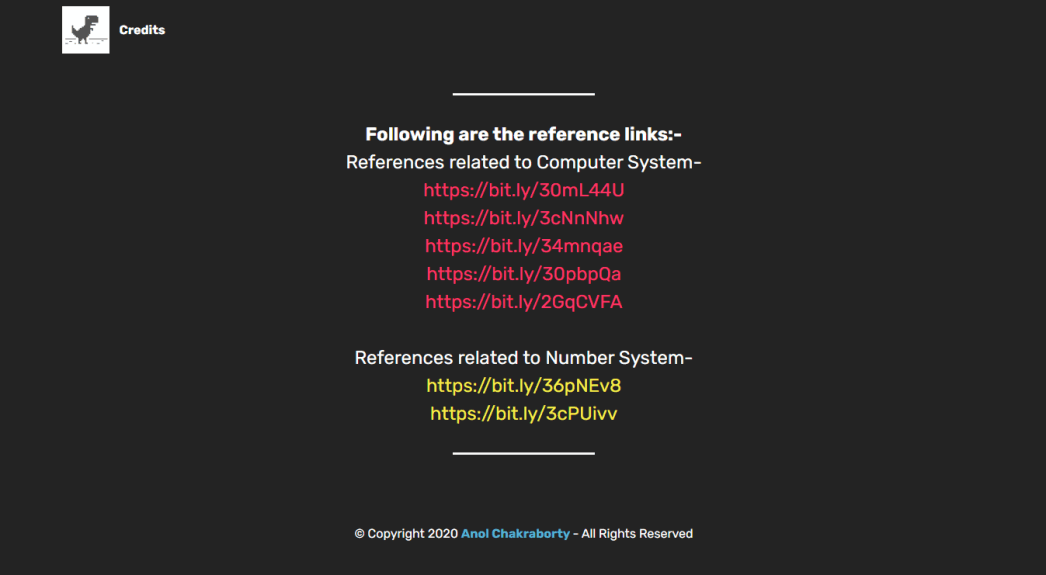 Credits
Following are the reference links:-
References related to Computer System-
https://bit.ly/30mL44U
https://bit.ly/3cNnNhw
https://bit.ly/34mnqae
https://bit.ly/30pbpQa
https://bit.ly/2GqCVFA
References related to Number System-
https://bit.ly/36pNEv8
https://bit.ly/3cPUivv
© Copyright 2020 Anol Chakraborty - All Rights Reserved